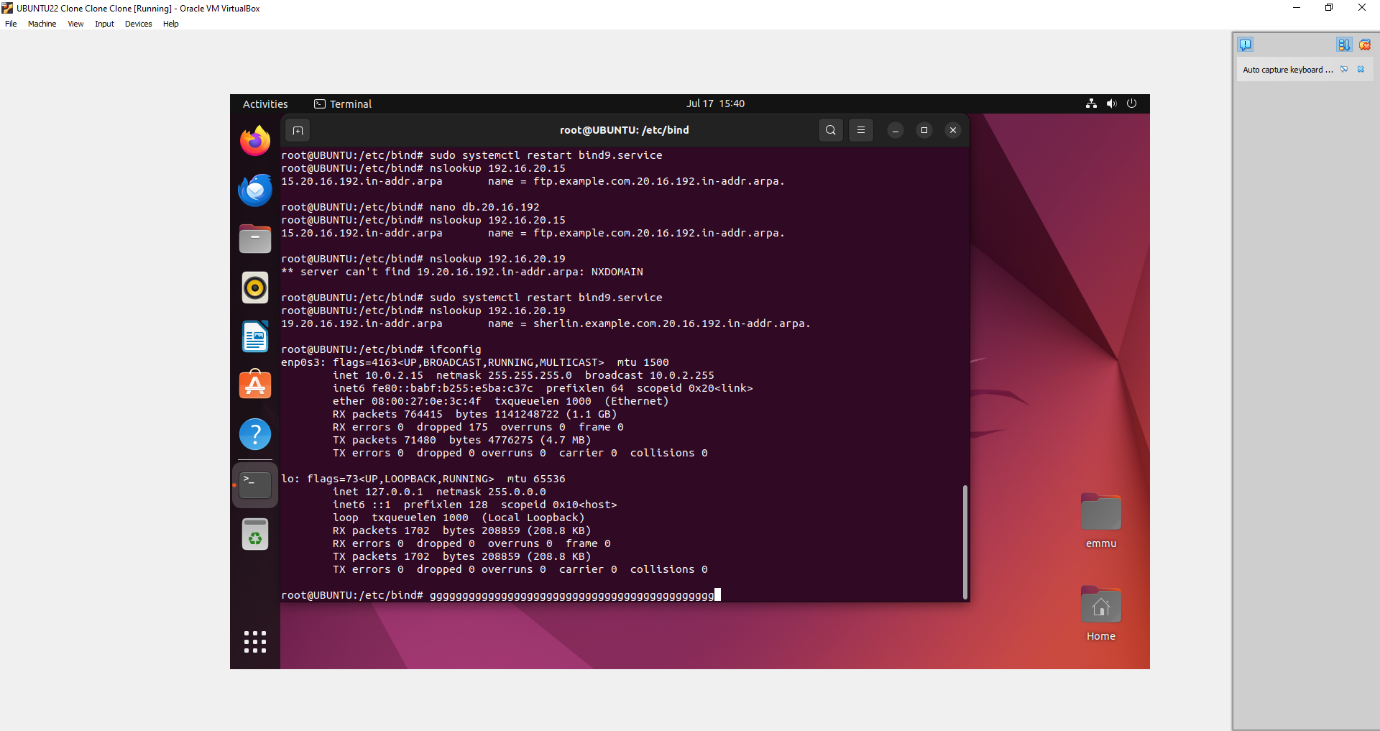 UBUNTU22 Clone Clone Clone [Running] - Oracle VM VirtualBox
File Machine View Input Devices Help
Auto capture keyboard ...
Activities Terminal Jul 17 15:40
root@UBUNTU: /etc/bind
root@UBUNTU:/etc/bind# sudo systemctl restart bind9.service
root@UBUNTU:/etc/bind# nslookup 192.16.20.15
15.20.16.192.in-addr.arpa name = ftp.example.com.20.16.192.in-addr.arpa.
root@UBUNTU:/etc/bind# nano db.20.16.192
root@UBUNTU:/etc/bind# nslookup 192.16.20.15
15.20.16.192.in-addr.arpa name = ftp.example.com.20.16.192.in-addr.arpa.
root@UBUNTU:/etc/bind# nslookup 192.16.20.19
** server can't find 19.20.16.192.in-addr.arpa: NXDOMAIN
root@UBUNTU:/etc/bind# sudo systemctl restart bind9.service
root@UBUNTU:/etc/bind# nslookup 192.16.20.19
19.20.16.192.in-addr.arpa name = sherlin.example.com.20.16.192.in-addr.arpa.
root@UBUNTU:/etc/bind# ifconfig
enp0s3: flags=4163<UP,BROADCAST,RUNNING,MULTICAST> mtu 1500
inet 10.0.2.15 netmask 255.255.255.0 broadcast 10.0.2.255
inet6 fe80::babf:b255:e5ba:c37c prefixlen 64 scopeid 0x20<link>
ether 08:00:27:0e:3c:4f txqueuelen 1000 (Ethernet)
RX packets 764415 bytes 1141248722 (1.1 GB)
RX errors 0 dropped 175 overruns 0 frame 0
TX packets 71480 bytes 4776275 (4.7 MB)
TX errors 0 dropped 0 overruns 0 carrier 0 collisions 0
lo: flags=73<UP,LOOPBACK,RUNNING> mtu 65536
inet 127.0.0.1 netmask 255.0.0.0
inet6 ::1 prefixlen 128 scopeid 0x10<host>
loop txqueuelen 1000 (Local Loopback)
RX packets 1702 bytes 208859 (208.8 KB)
RX errors 0 dropped 0 overruns 0 frame 0
TX packets 1702 bytes 208859 (208.8 KB)
TX errors 0 dropped 0 overruns 0 carrier 0 collisions 0
root@UBUNTU:/etc/bind# gggggggggggggggggggggggggggggggggggggggggggg
emmu
Home